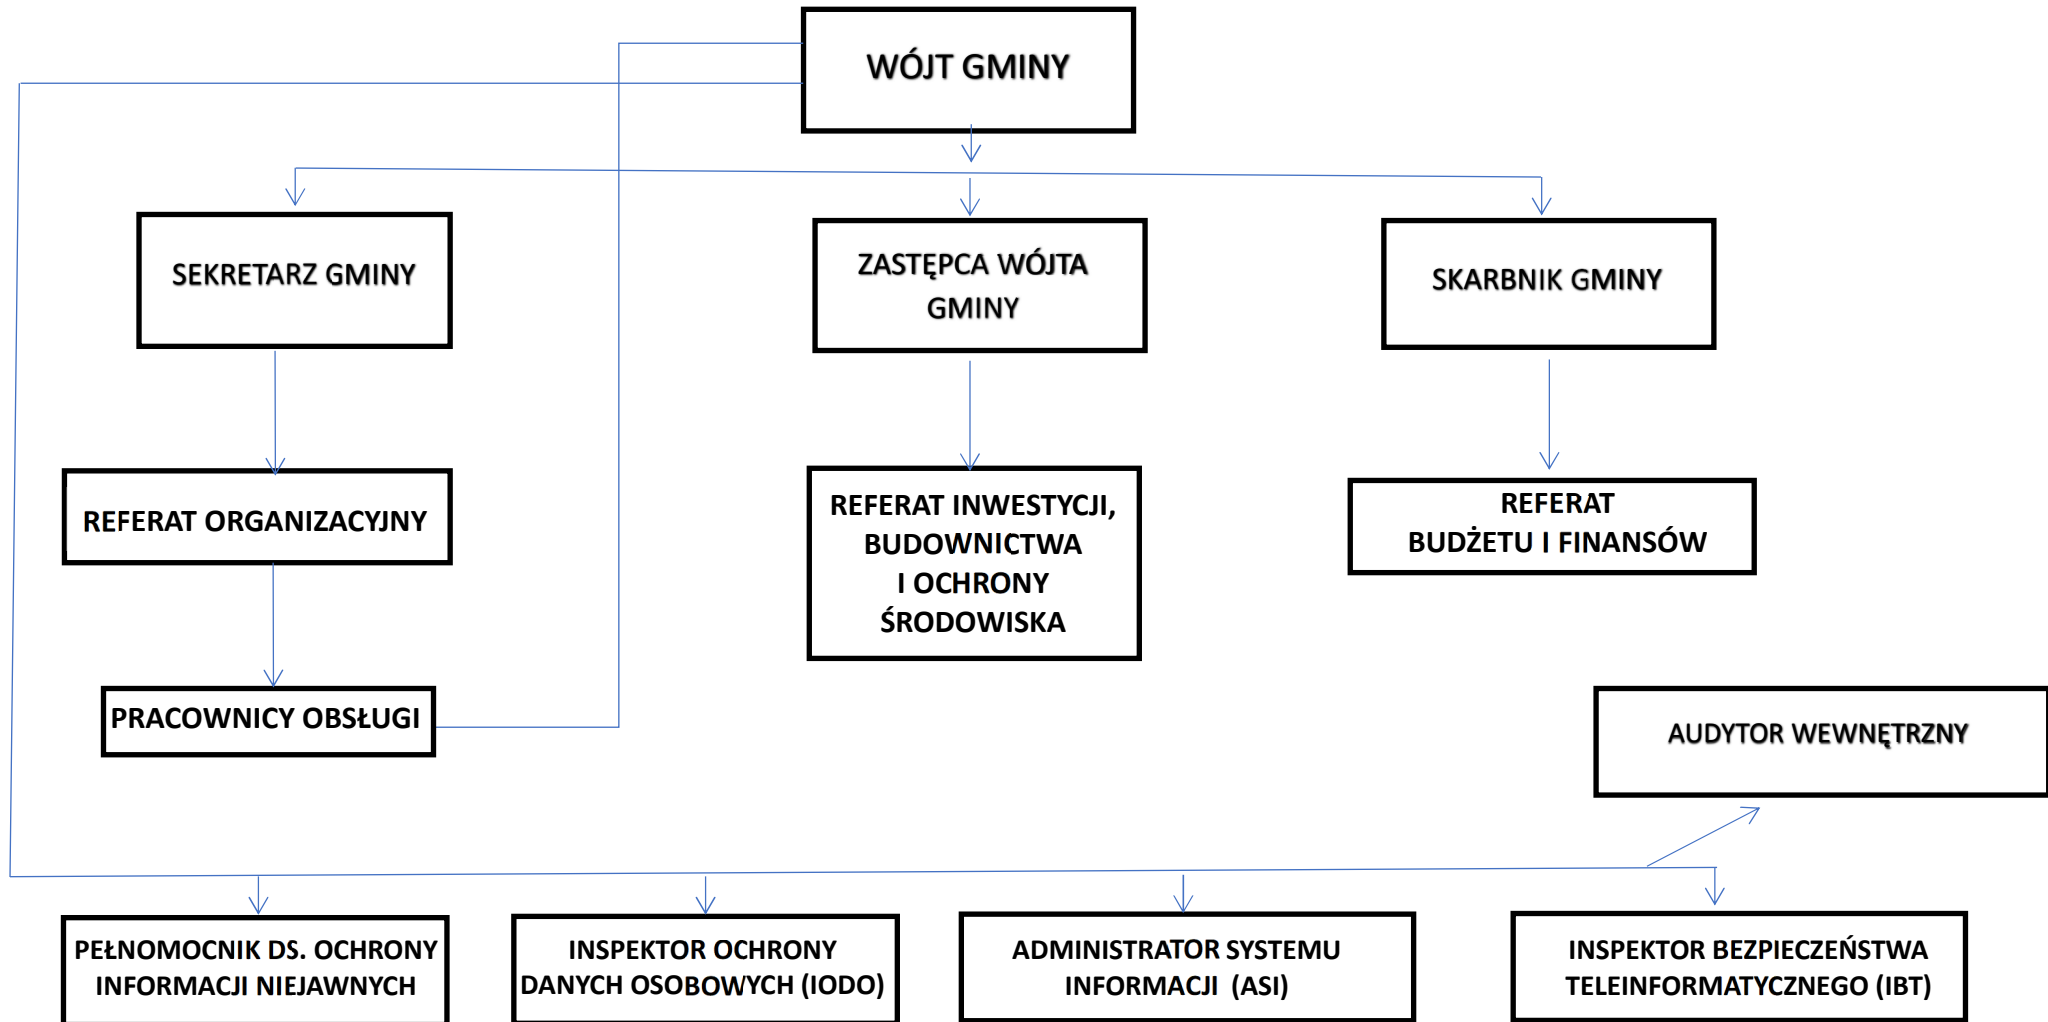 WÓJT GMINY
SEKRETARZ GMINY
ZASTĘPCA WÓJTA
GMINY
SKARBNIK GMINY
REFERAT ORGANIZACYJNY
REFERAT INWESTYCJI,
BUDOWNICTWA
I OCHRONY
ŚRODOWISKA
REFERAT
BUDŻETU I FINANSÓW
PRACOWNICY OBSŁUGI
AUDYTOR WEWNĘTRZNY
PEŁNOMOCNIK DS. OCHRONY
INFORMACJI NIEJAWNYCH
INSPEKTOR OCHRONY
DANYCH OSOBOWYCH (IODO)
ADMINISTRATOR SYSTEMU
INFORMACJI (ASI)
INSPEKTOR BEZPIECZEŃSTWA
TELEINFORMATYCZNEGO (IBT)